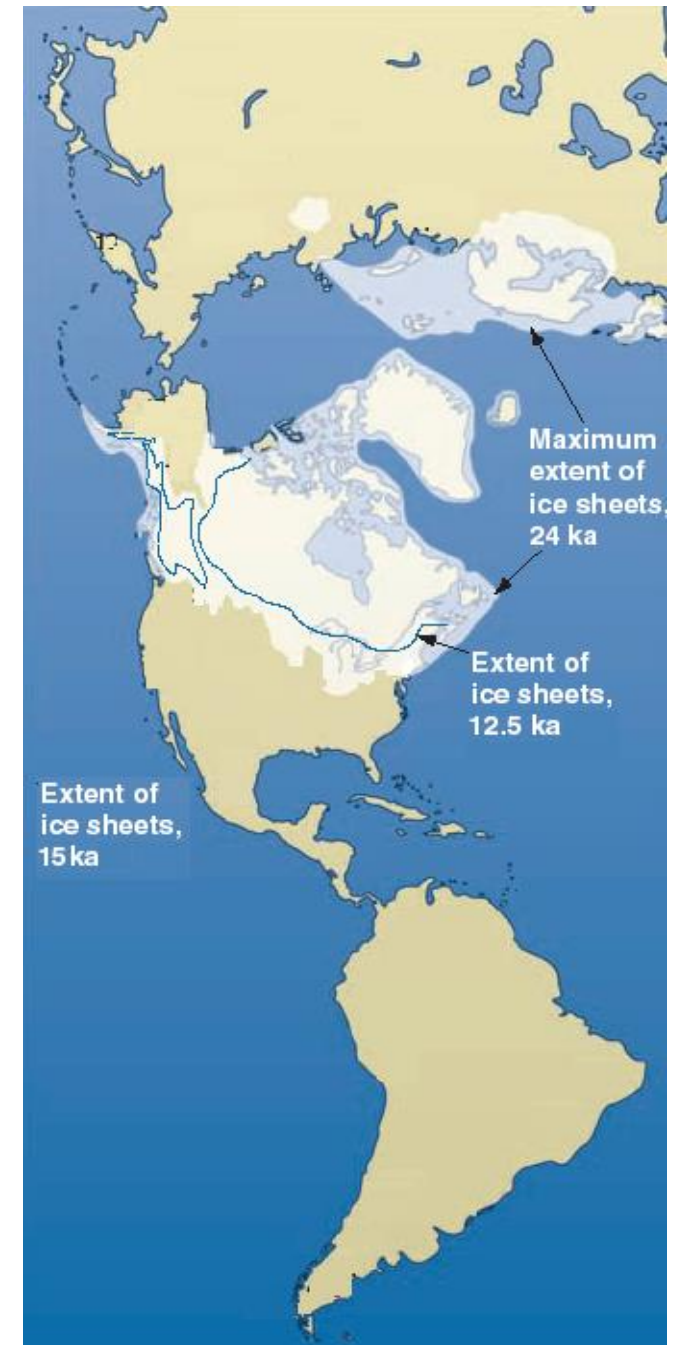 Maximum
extent of
ice sheets,
24 ka
Extent of
ice sheets,
12.5 ka
Extent of
ice sheets,
15 ka